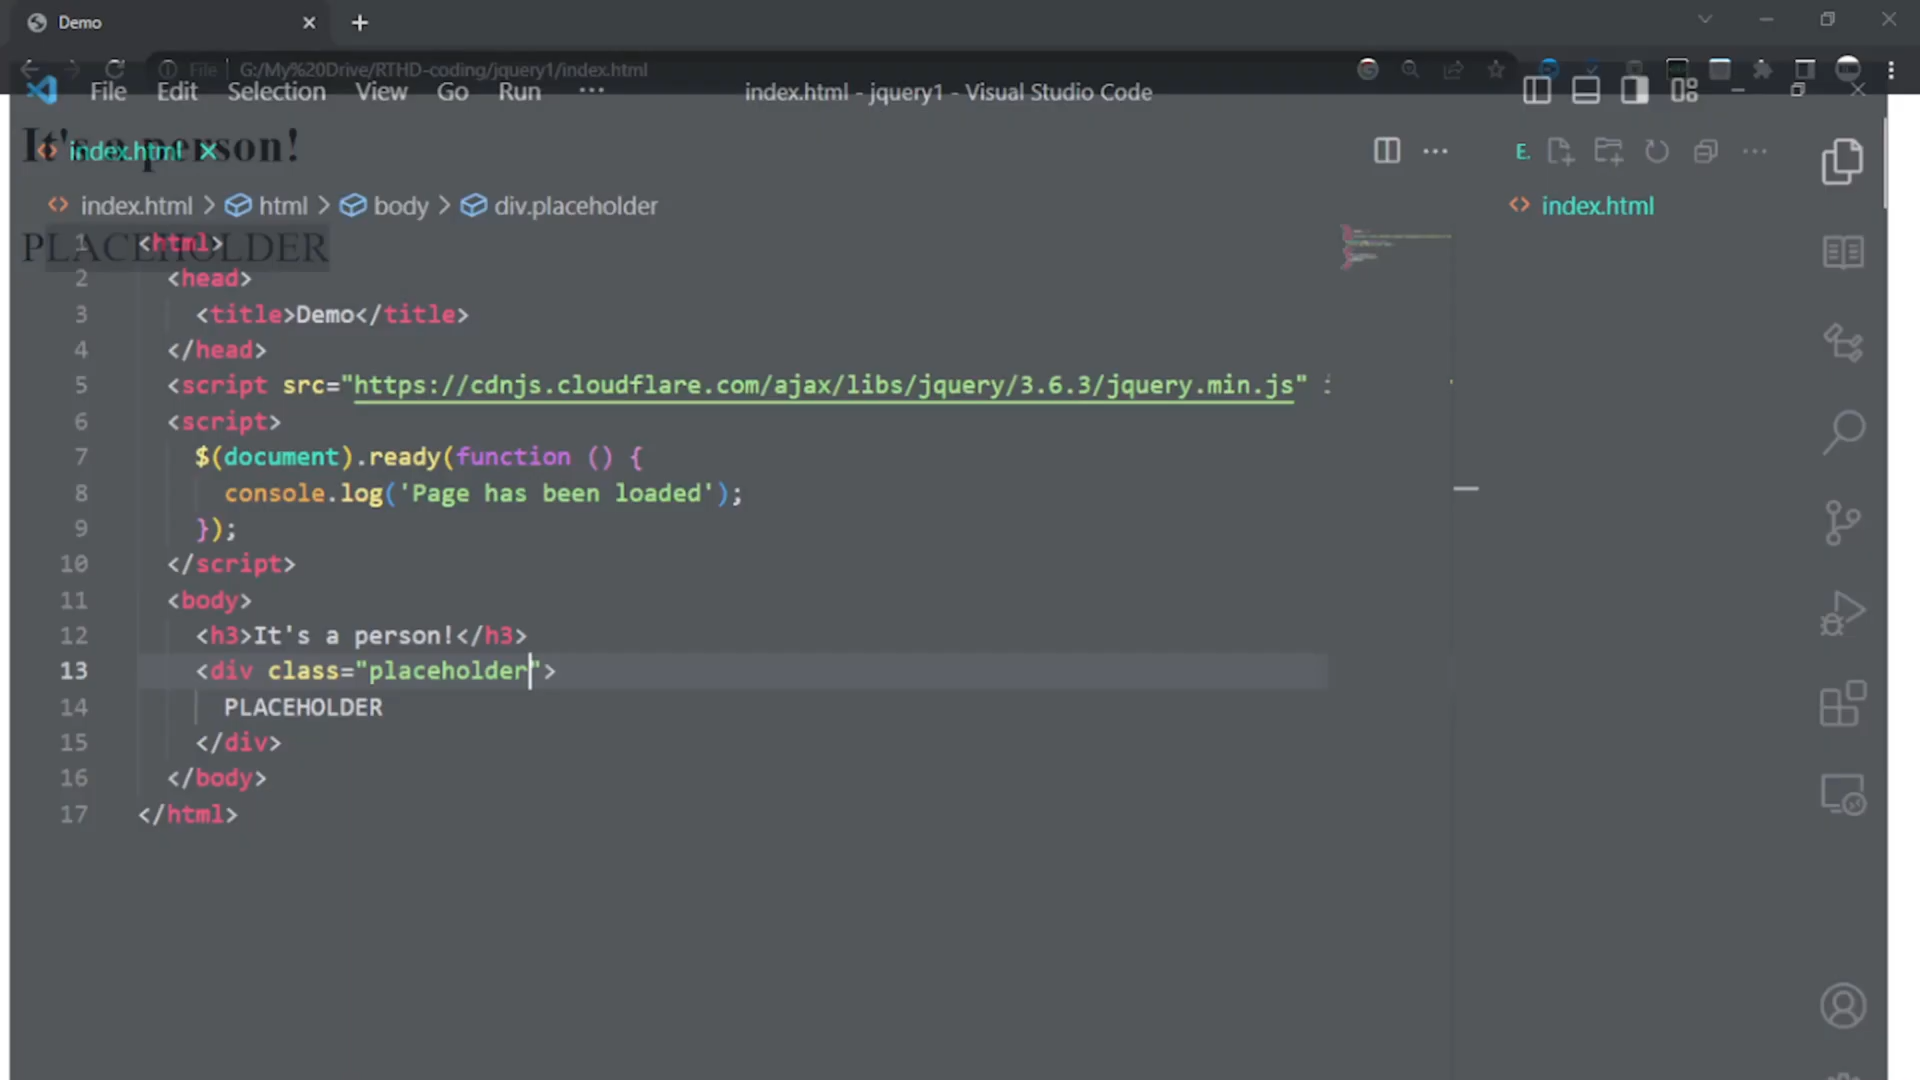 Demo
File G:/My%20Drive/RTHD-coding/jquery1/index.html
File Edit Selection View Go Run ··· index.html - jquery1 - Visual Studio Code
It's a person!
index.html
E.
index.html > html > body > div.placeholder
index.html
PLACEHOLDER
1 <html>
2 <head>
3 <title>Demo</title>
4 </head>
5 <script src="https://cdnjs.cloudflare.com/ajax/libs/jquery/3.6.3/jquery.min.js"
6 <script>
7 $(document).ready(function () {
8 console.log('Page has been loaded');
9 });
10 </script>
11 <body>
12 <h3>It's a person!</h3>
13 <div class="placeholder">
14 PLACEHOLDER
15 </div>
16 </body>
17 </html>